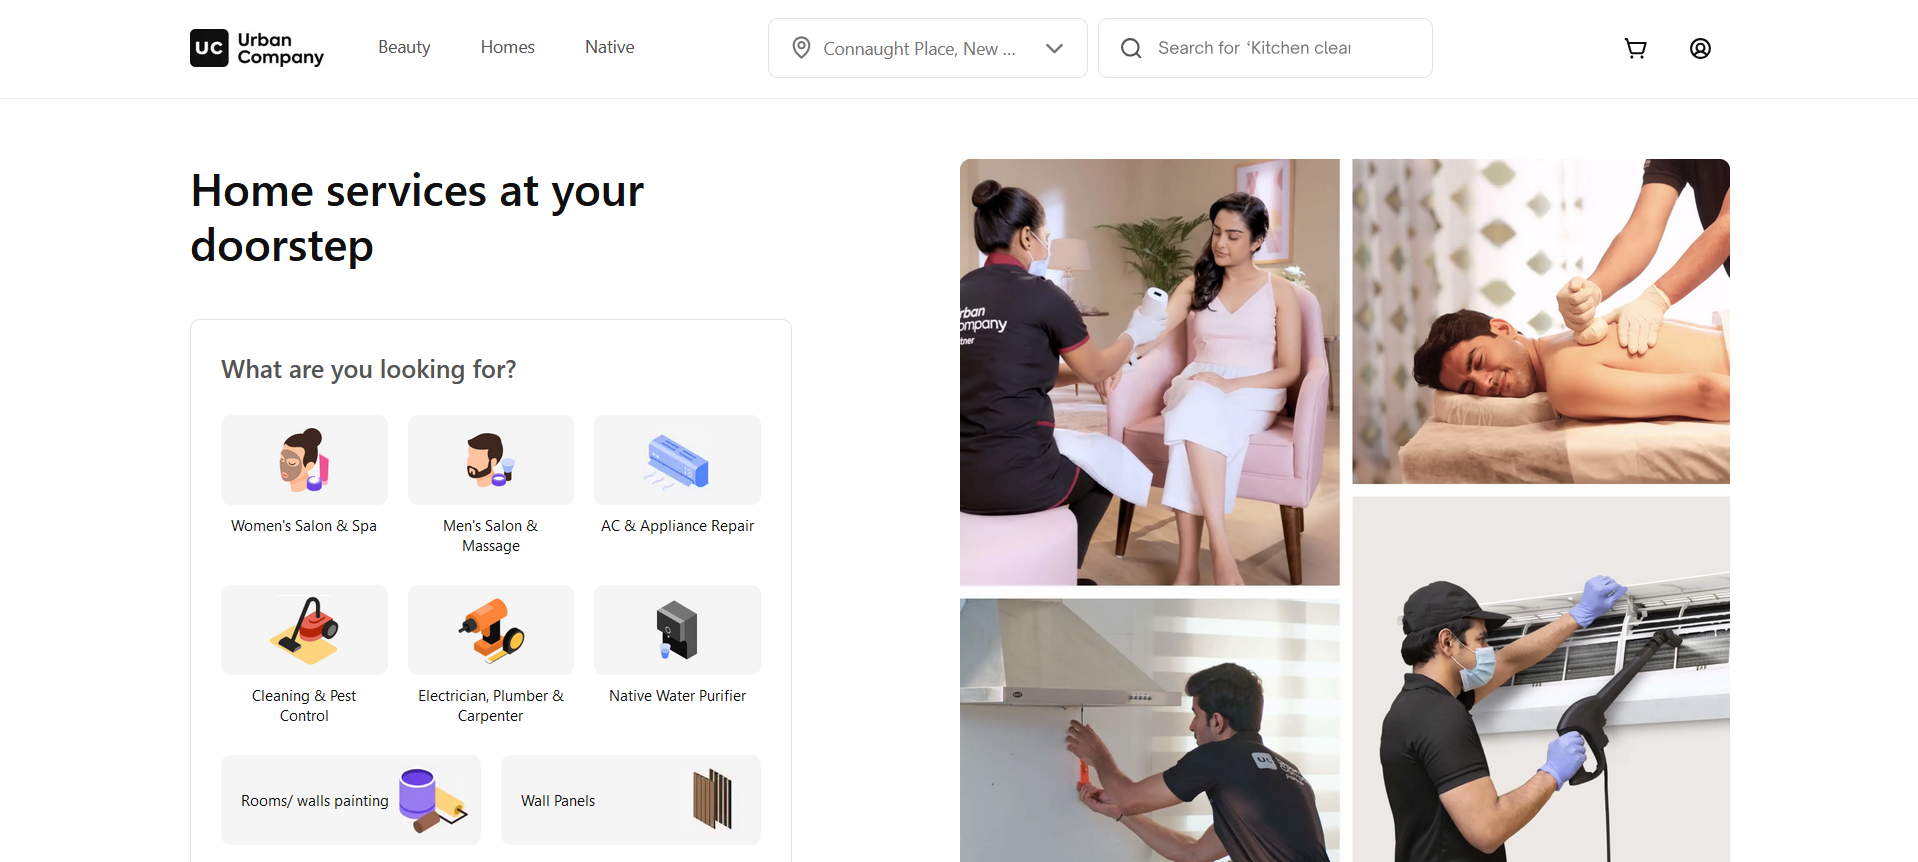 UC Urban
Company
Beauty
Homes
Native
Connaught Place, New ...
Search for ‘Kitchen clear
Home services at your
doorstep
What are you looking for?
Women's Salon & Spa
Men's Salon &
Massage
AC & Appliance Repair
Cleaning & Pest
Control
Electrician, Plumber &
Carpenter
Native Water Purifier
Rooms/ walls painting
Wall Panels
rban
ompany
tner
UC